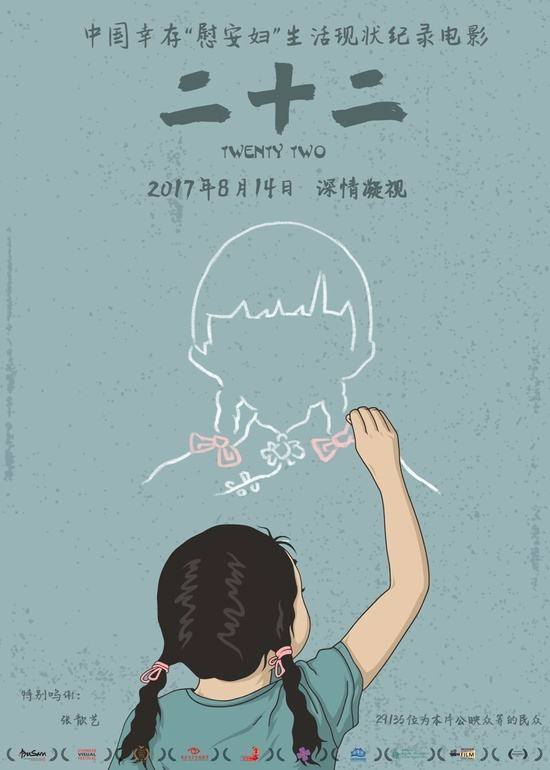 中国幸存“慰安妇”生活现状纪录电影
二十二
TWENTY TWO
2017年8月14日 深情凝视
特别鸣谢:
张歆艺
29135位为本片公映众筹的民众
BUSAN
FILM